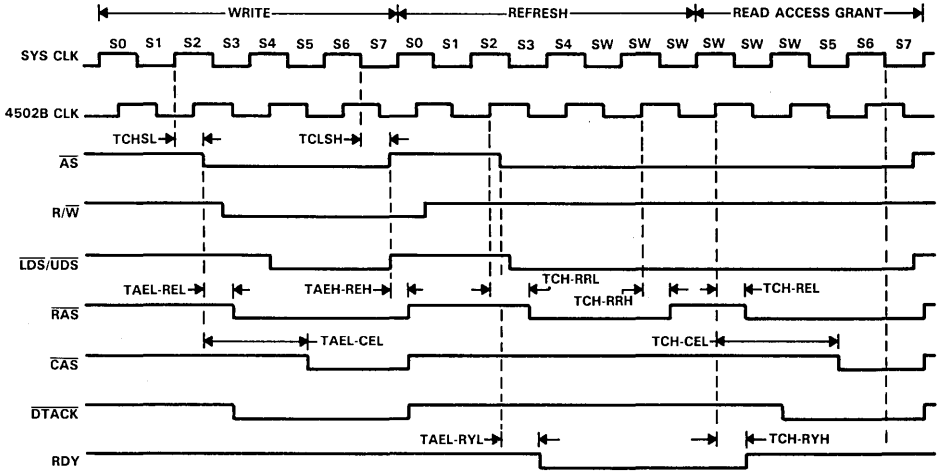 WRITE REFRESH READ ACCESS GRANT
S0 S1 S2 S3 S4 S5 S6 S7 S0 S1 S2 S3 S4 SW SW SW SW SW SW S5 S6 S7
SYS CLK
4502B CLK
TCHSL TCLSH
AS
R/W
LDS/UDS
TAEL-REL TAEH-REH TCH-RRL TCH-RRH TCH-REL
RAS
TAEL-CEL TCH-CEL
CAS
DTACK
TAEL-RYL TCH-RYH
RDY